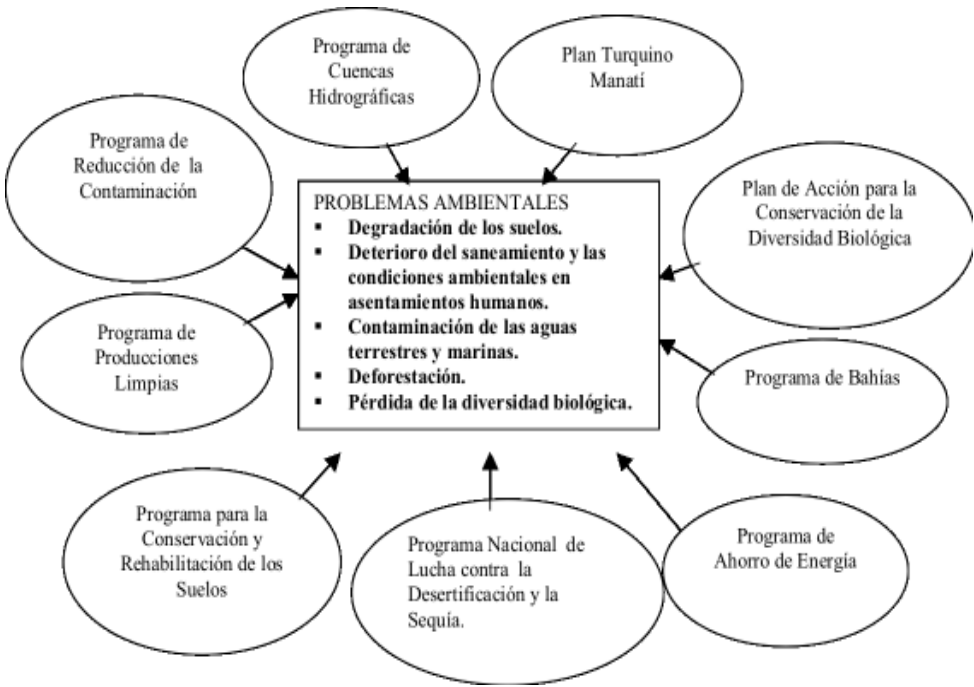 Programa de
Cuencas
Hidrográficas
Plan Turquino
Manatí
Programa de
Reducción de la
Contaminación
Plan de Acción para la
Conservación de la
Diversidad Biológica
PROBLEMAS AMBIENTALES
▪ Degradación de los suelos.
▪ Deterioro del saneamiento y las
condiciones ambientales en
asentamientos humanos.
▪ Contaminación de las aguas
terrestres y marinas.
▪ Deforestación.
▪ Pérdida de la diversidad biológica.
Programa de
Producciones
Limpias
Programa de Bahías
Programa para la
Conservación y
Rehabilitación de los
Suelos
Programa Nacional de
Lucha contra la
Desertificación y la
Sequía.
Programa de
Ahorro de Energía